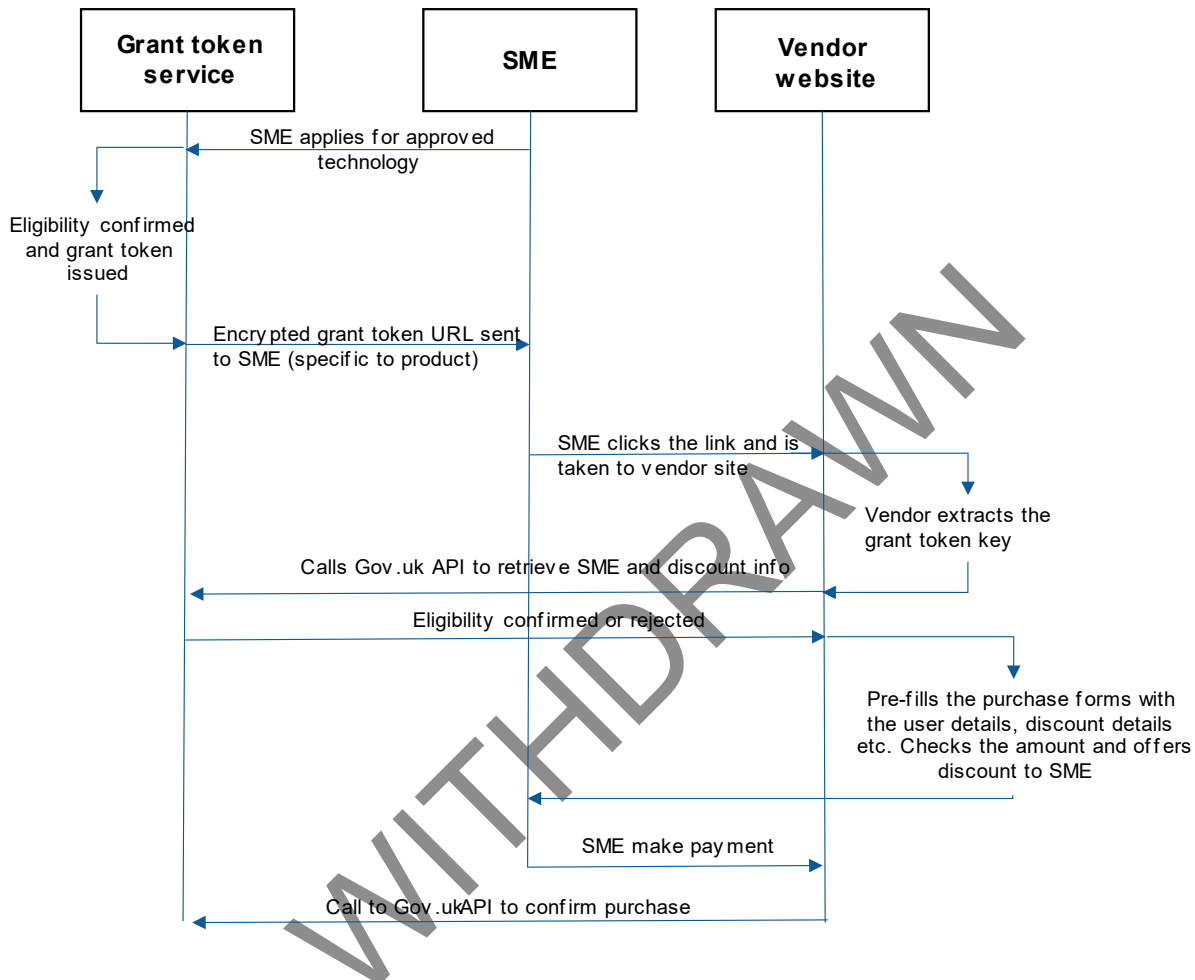 Grant token
service
SME
Vendor
website
SME applies for approved
technology
Eligibility confirmed
and grant token
issued
Encrypted grant token URL sent
to SME (specific to product)
SME clicks the link and is
taken to vendor site
Vendor extracts the
grant token key
Calls Gov.uk API to retrieve SME and discount info
Eligibility confirmed or rejected
Pre-fills the purchase forms with
the user details, discount details
etc. Checks the amount and offers
discount to SME
SME make payment
Call to Gov.ukAPI to confirm purchase
WITHDRAWN